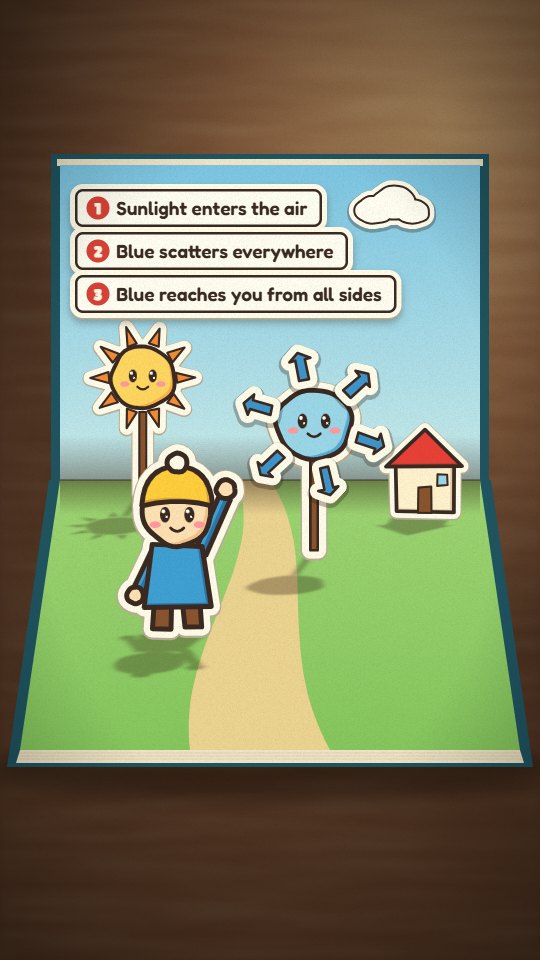 1 Sunlight enters the air
2 Blue scatters everywhere
3 Blue reaches you from all sides